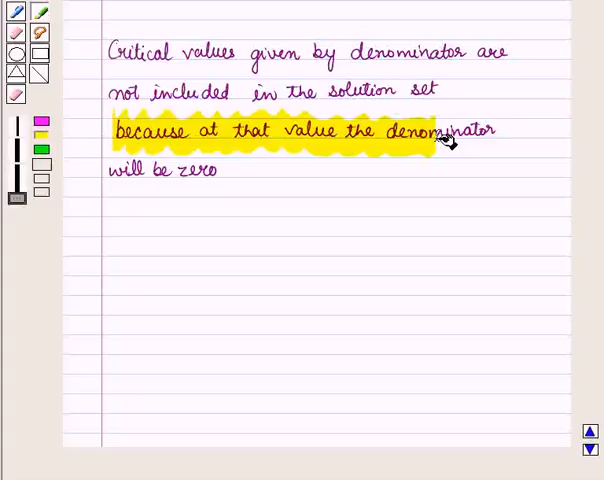 Critical values given by denominator are
not included in the solution set
because at that value the denominator
will be zero